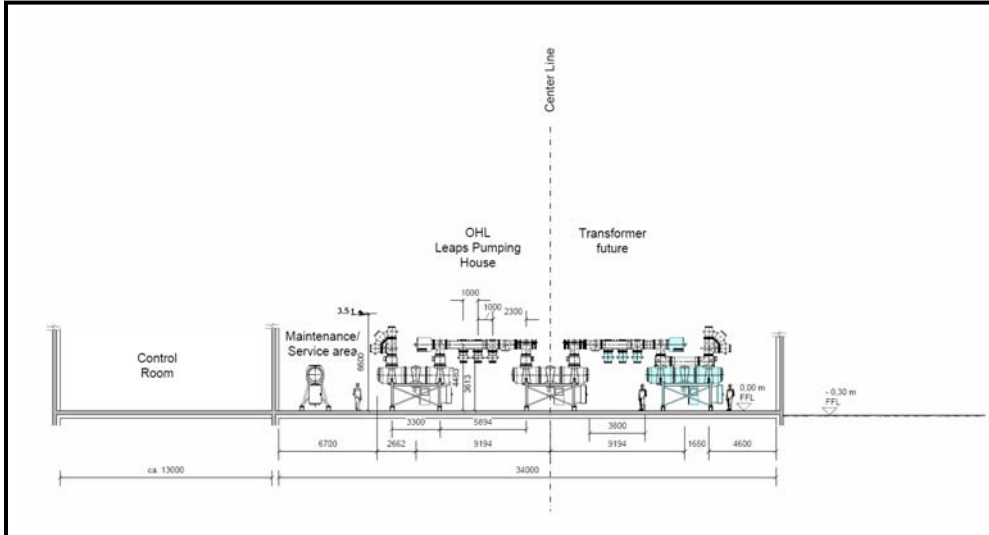 Center Line
OHL
Leaps Pumping
House
Transformer
future
1000
1000
2300
3.5 t
Maintenance/
Service area
Control
Room
6600
4483
3613
0,00 m
FFL
- 0,30 m
FFL
3300
5894
3800
6700
2662
9194
9194
1650
4600
ca. 13000
34000